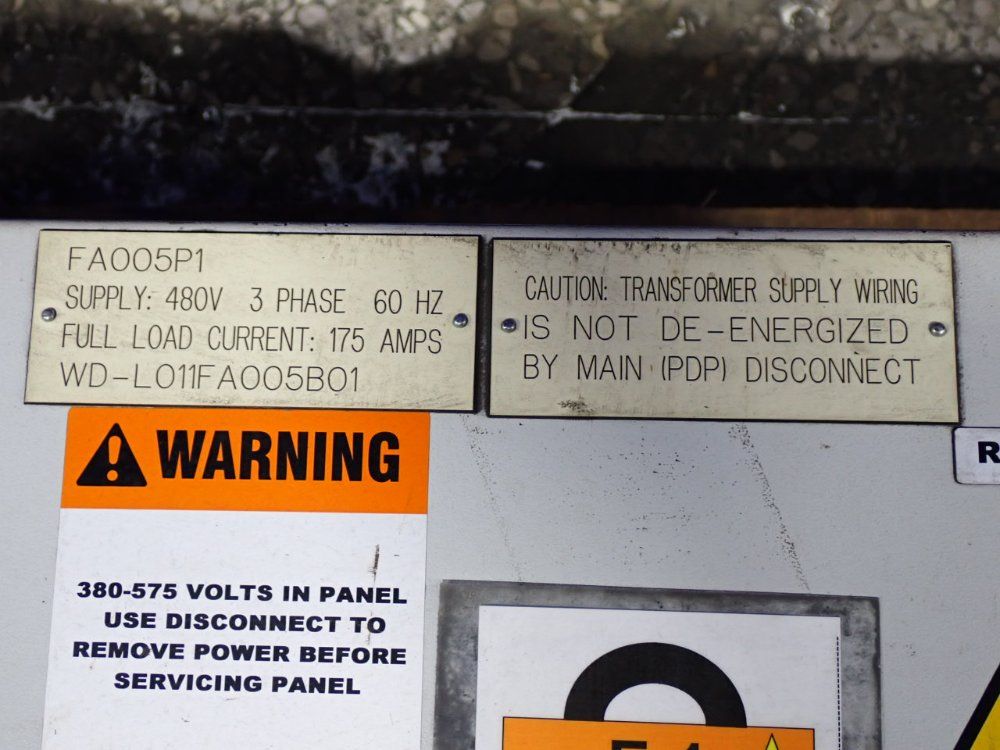 FA005P1
SUPPLY: 480V 3 PHASE 60 HZ
FULL LOAD CURRENT: 175 AMPS
WD-L011FA005B01
CAUTION: TRANSFORMER SUPPLY WIRING
IS NOT DE-ENERGIZED
BY MAIN (PDP) DISCONNECT
WARNING
380-575 VOLTS IN PANEL
USE DISCONNECT TO
REMOVE POWER BEFORE
SERVICING PANEL